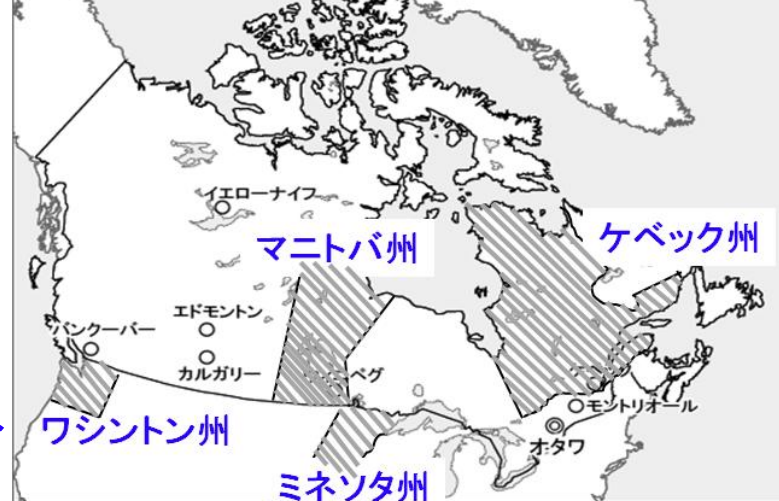 イエローナイフ
マニトバ州
ケベック州
エドモントン
バンクーバー
カルガリー
ペグ
モントリオール
ワシントン州
オタワ
ミネソタ州